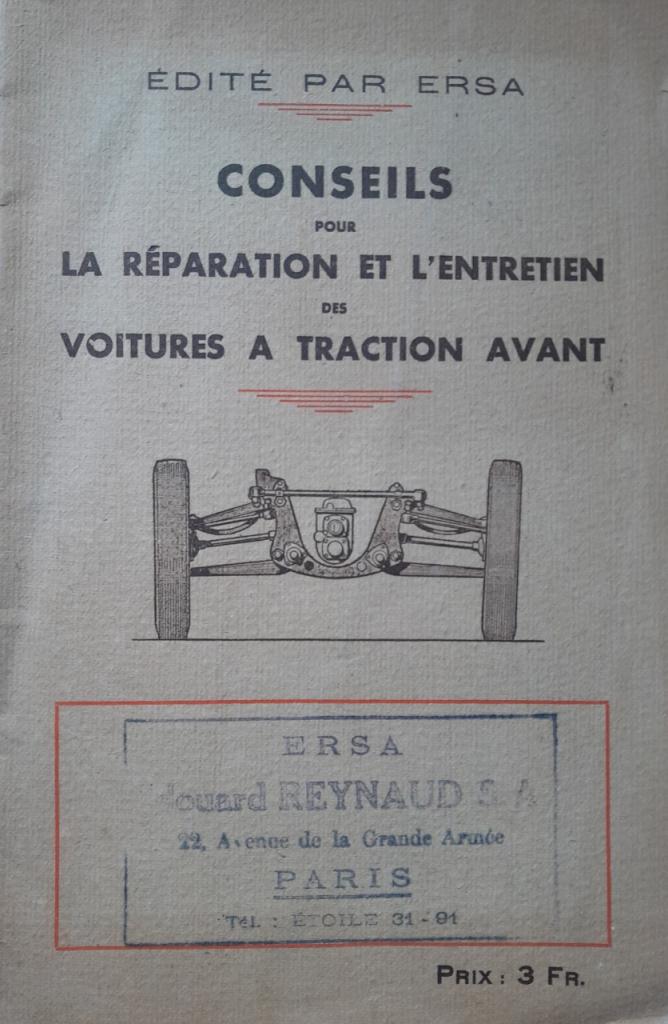 ÉDITÉ PAR ERSA
CONSEILS
POUR
LA RÉPARATION ET L'ENTRETIEN
DES
VOITURES A TRACTION AVANT
ERSA
douard REYNAUD S.A
22, Avenue de la Grande Armée
PARIS
Tél. : ÉTOILE 31-91
PRIX : 3 FR.